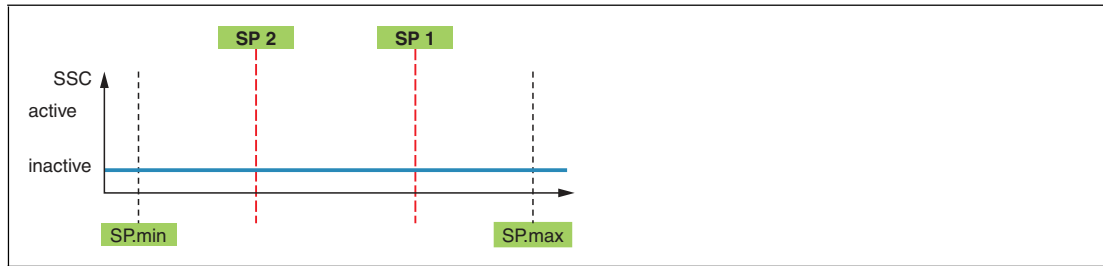 SP 2 SP 1
SSC
active
inactive
SP.min SP.max